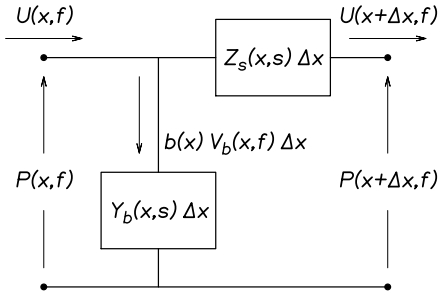 U(x,f)
U(x+Δx,f)
Z_s(x,s) Δx
b(x) V_b(x,f) Δx
P(x,f)
P(x+Δx,f)
Y_b(x,s) Δx